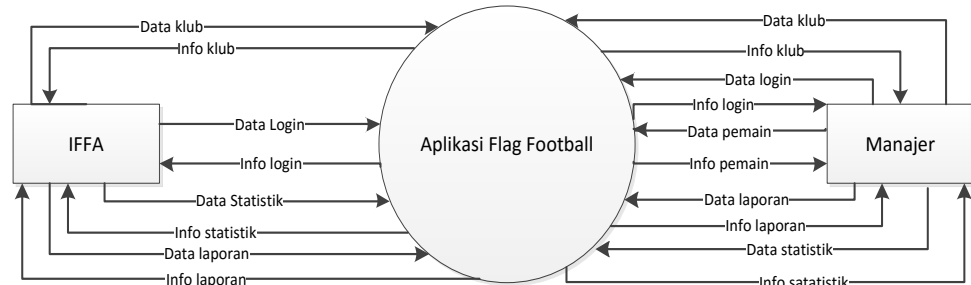 Data klub
Info klub
IFFA
Data Login
Info login
Data Statistik
Info statistik
Data laporan
Info laporan
Aplikasi Flag Football
Data klub
Info klub
Data login
Info login
Data pemain
Info pemain
Manajer
Data laporan
Info laporan
Data statistik
Info satatistik